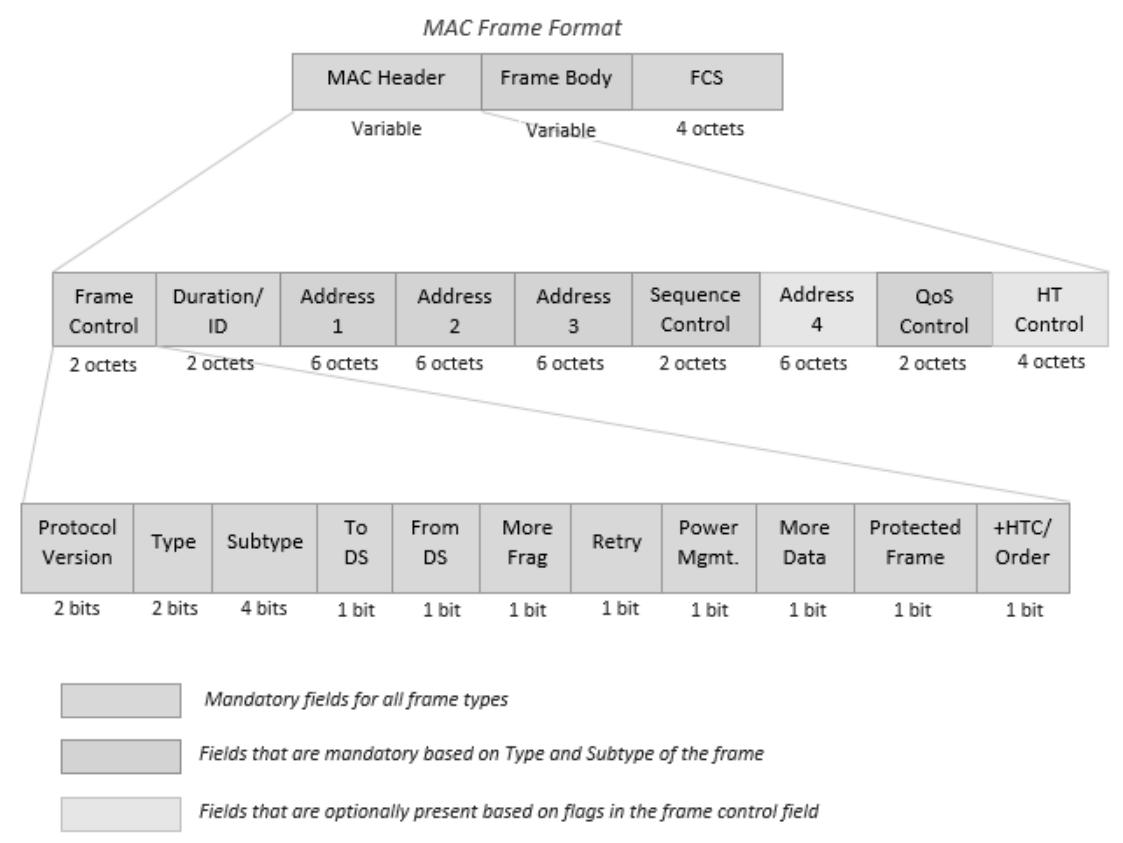 MAC Frame Format
MAC Header Frame Body FCS
Variable Variable 4 octets
Frame Control Duration/ ID Address 1 Address 2 Address 3 Sequence Control Address 4 QoS Control HT Control
2 octets 2 octets 6 octets 6 octets 6 octets 2 octets 6 octets 2 octets 4 octets
Protocol Version Type Subtype To DS From DS More Frag Retry Power Mgmt. More Data Protected Frame +HTC/ Order
2 bits 2 bits 4 bits 1 bit 1 bit 1 bit 1 bit 1 bit 1 bit 1 bit 1 bit
Mandatory fields for all frame types
Fields that are mandatory based on Type and Subtype of the frame
Fields that are optionally present based on flags in the frame control field